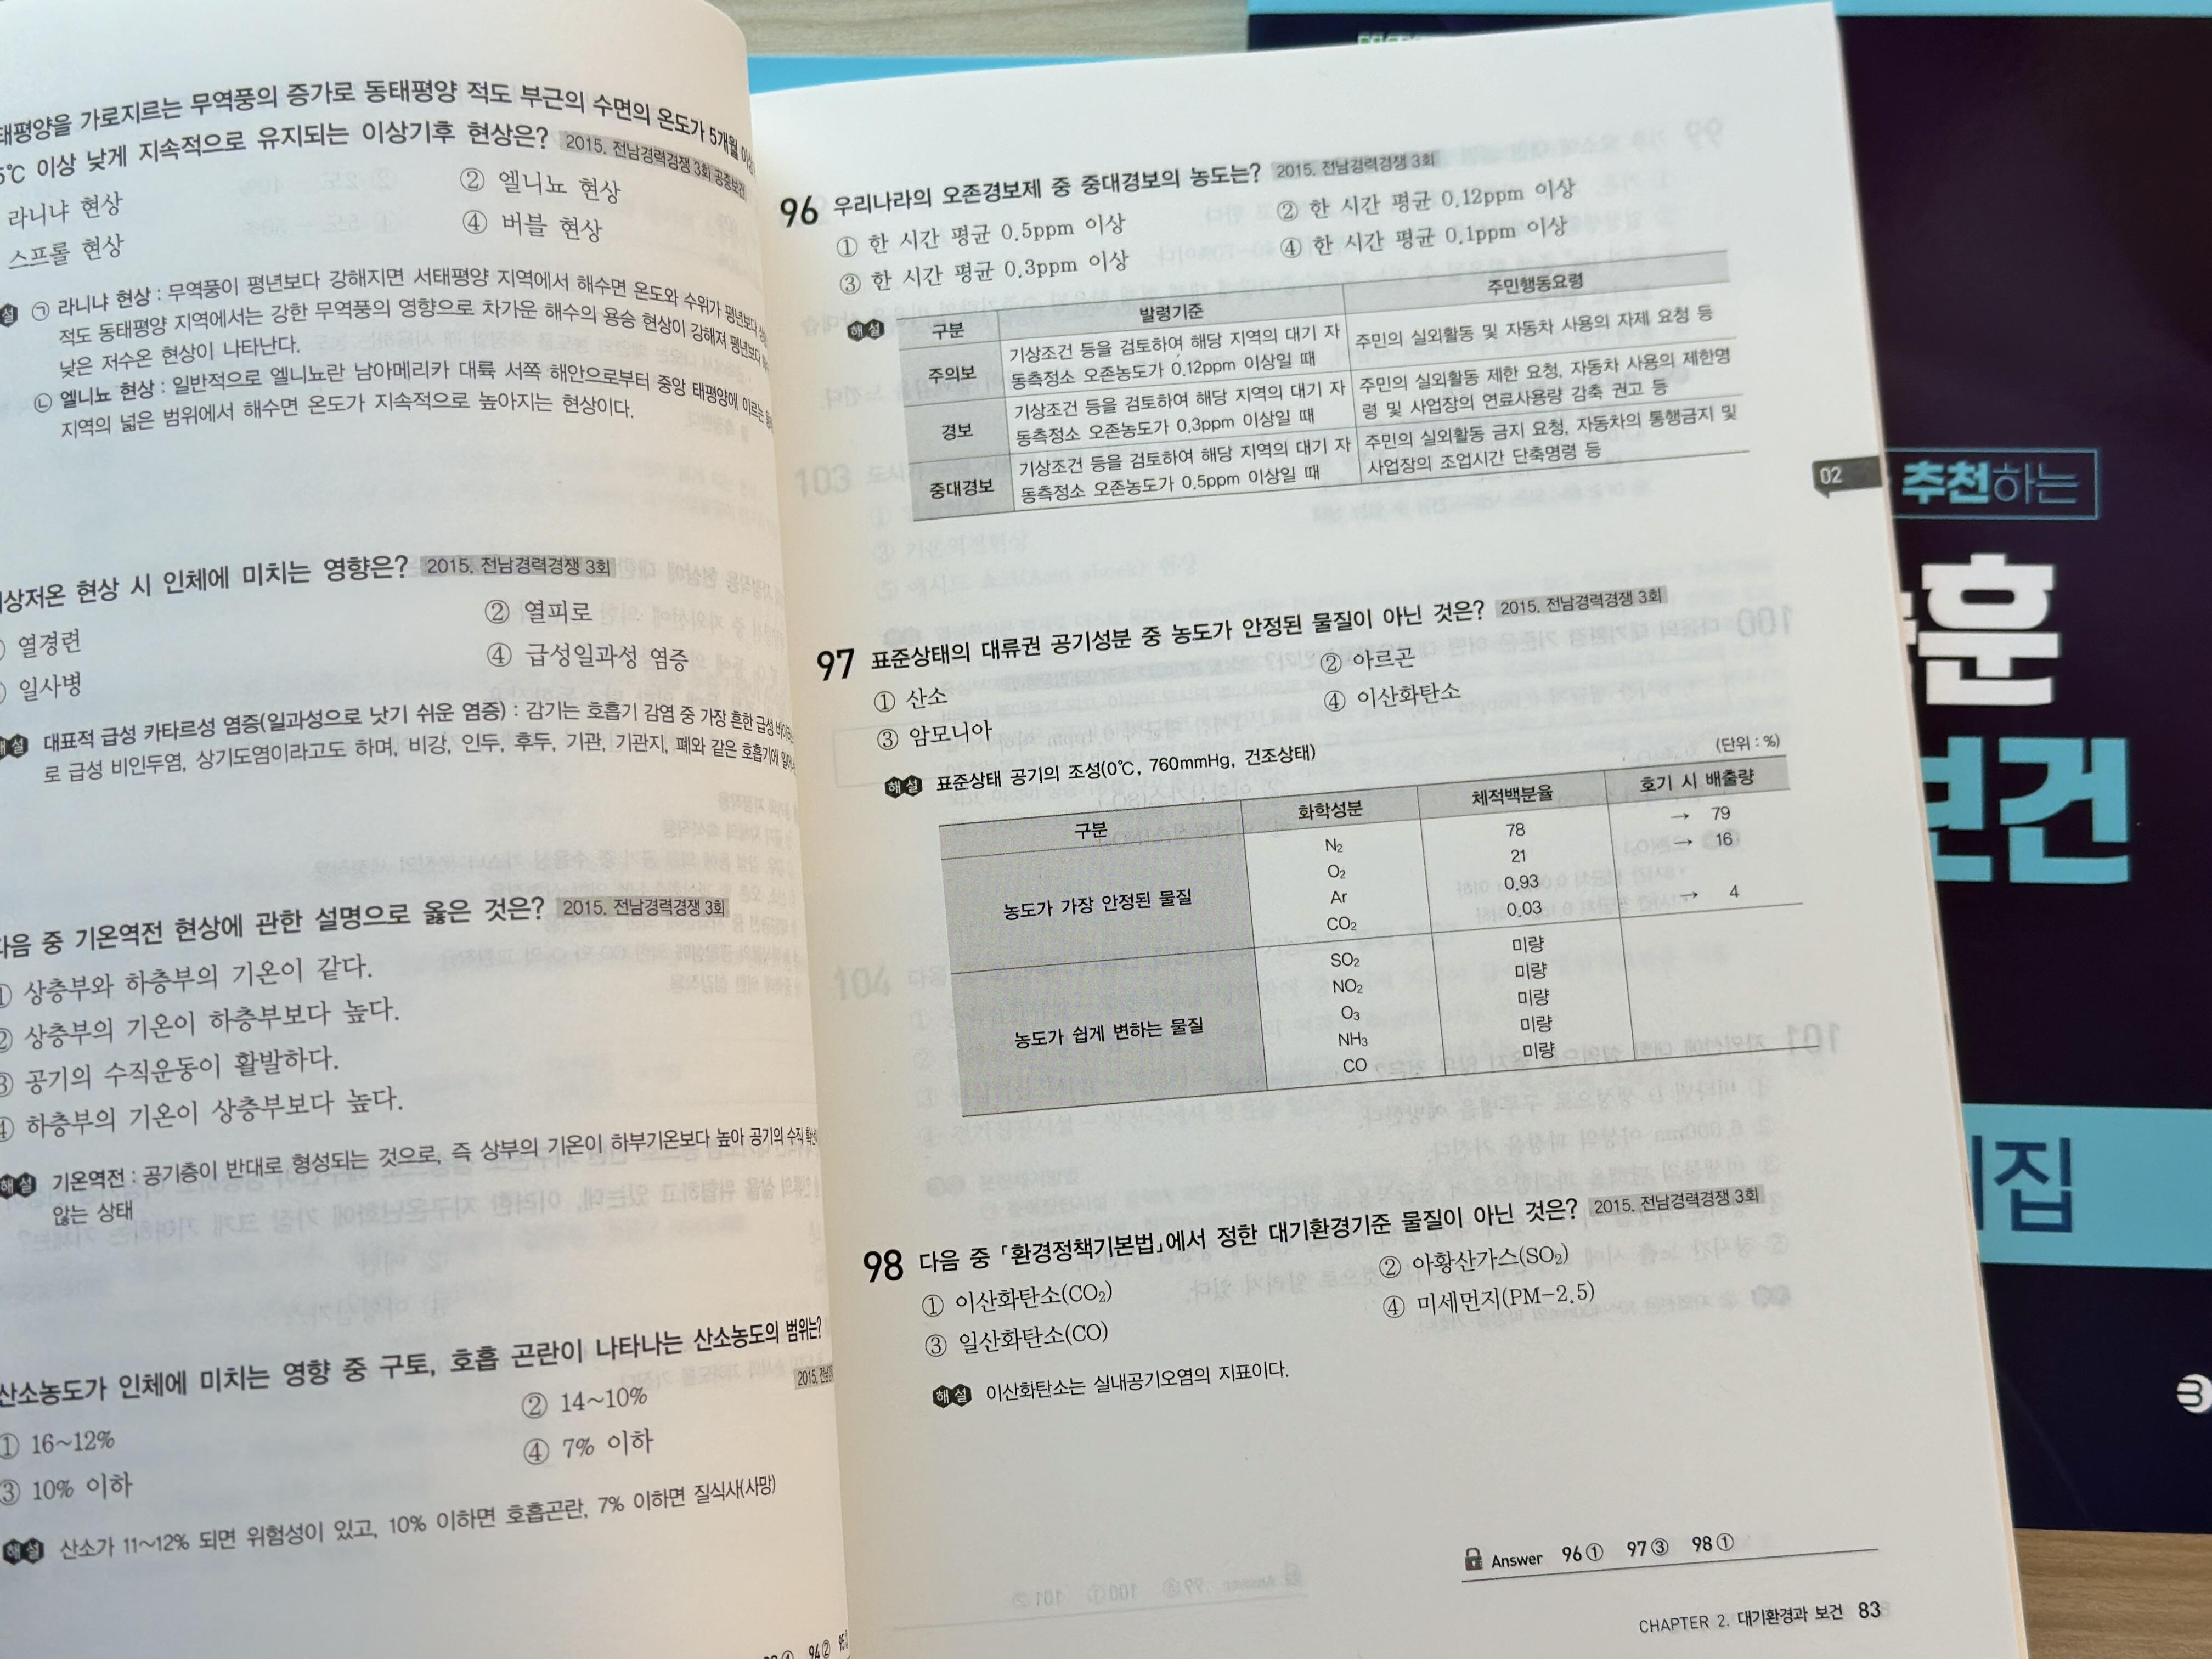 태평양을 가로지르는 무역풍의 증가로 동태평양 적도 부근의 수면의 온도가 5개월
5℃ 이상 낮게 지속적으로 유지되는 이상기후 현상은? 2015. 전남경력경쟁 3회 공중보건
라니냐 현상
② 엘니뇨 현상
스프롤 현상
④ 버블 현상
설 ㉠ 라니냐 현상 : 무역풍이 평년보다 강해지면 서태평양 지역에서 해수면 온도와 수위가 평년보다
적도 동태평양 지역에서는 강한 무역풍의 영향으로 차가운 해수의 용승 현상이 강해져 평년보다
낮은 저수온 현상이 나타난다.
㉡ 엘니뇨 현상 : 일반적으로 엘니뇨란 남아메리카 대륙 서쪽 해안으로부터 중앙 태평양에 이르는
지역의 넓은 범위에서 해수면 온도가 지속적으로 높아지는 현상이다.
이상저온 현상 시 인체에 미치는 영향은? 2015. 전남경력경쟁 3회
열경련
② 열피로
일사병
④ 급성일과성 염증
해설 대표적 급성 카타르성 염증(일과성으로 낫기 쉬운 염증) : 감기는 호흡기 감염 중 가장 흔한 급성
로 급성 비인두염, 상기도염이라고도 하며, 비강, 인두, 후두, 기관, 기관지, 폐와 같은 호흡기에
다음 중 기온역전 현상에 관한 설명으로 옳은 것은? 2015. 전남경력경쟁 3회
① 상층부와 하층부의 기온이 같다.
② 상층부의 기온이 하층부보다 높다.
③ 공기의 수직운동이 활발하다.
④ 하층부의 기온이 상층부보다 높다.
해설 기온역전 : 공기층이 반대로 형성되는 것으로, 즉 상부의 기온이 하부기온보다 높아 공기의 수직
않는 상태
산소농도가 인체에 미치는 영향 중 구토, 호흡 곤란이 나타나는 산소농도의 범위는?
2015.
① 16~12%
② 14~10%
③ 10% 이하
④ 7% 이하
해설 산소가 11~12% 되면 위험성이 있고, 10% 이하면 호흡곤란, 7% 이하면 질식사(사망)
94②
96 우리나라의 오존경보제 중 중대경보의 농도는? 2015. 전남경력경쟁 3회
① 한 시간 평균 0.5ppm 이상
② 한 시간 평균 0.12ppm 이상
③ 한 시간 평균 0.3ppm 이상
④ 한 시간 평균 0.1ppm 이상
해설
구분 발령기준 주민행동요령
주의보 기상조건 등을 검토하여 해당 지역의 대기 자 주민의 실외활동 및 자동차 사용의 자제 요청 등
동측정소 오존농도가 0.12ppm 이상일 때
경보 기상조건 등을 검토하여 해당 지역의 대기 자 주민의 실외활동 제한 요청, 자동차 사용의 제한명
동측정소 오존농도가 0.3ppm 이상일 때 령 및 사업장의 연료사용량 감축 권고 등
중대경보 기상조건 등을 검토하여 해당 지역의 대기 자 주민의 실외활동 금지 요청, 자동차의 통행금지 및
동측정소 오존농도가 0.5ppm 이상일 때 사업장의 조업시간 단축명령 등
02
97 표준상태의 대류권 공기성분 중 농도가 안정된 물질이 아닌 것은? 2015. 전남경력경쟁 3회
① 산소
② 아르곤
③ 암모니아
④ 이산화탄소
해설 표준상태 공기의 조성(0℃, 760mmHg, 건조상태)
(단위 : %)
구분 화학성분 체적백분율 호기 시 배출량
농도가 가장 안정된 물질
N₂ 78 → 79
O₂ 21 → 16
Ar 0.93
CO₂ 0.03 → 4
농도가 쉽게 변하는 물질
SO₂ 미량
NO₂ 미량
O₃ 미량
NH₃ 미량
CO 미량
98 다음 중 「환경정책기본법」에서 정한 대기환경기준 물질이 아닌 것은? 2015. 전남경력경쟁 3회
① 이산화탄소(CO₂)
② 아황산가스(SO₂)
③ 일산화탄소(CO)
④ 미세먼지(PM-2.5)
해설 이산화탄소는 실내공기오염의 지표이다.
Answer 96① 97③ 98①
CHAPTER 2. 대기환경과 보건 83
추천하는
훈
보건
집